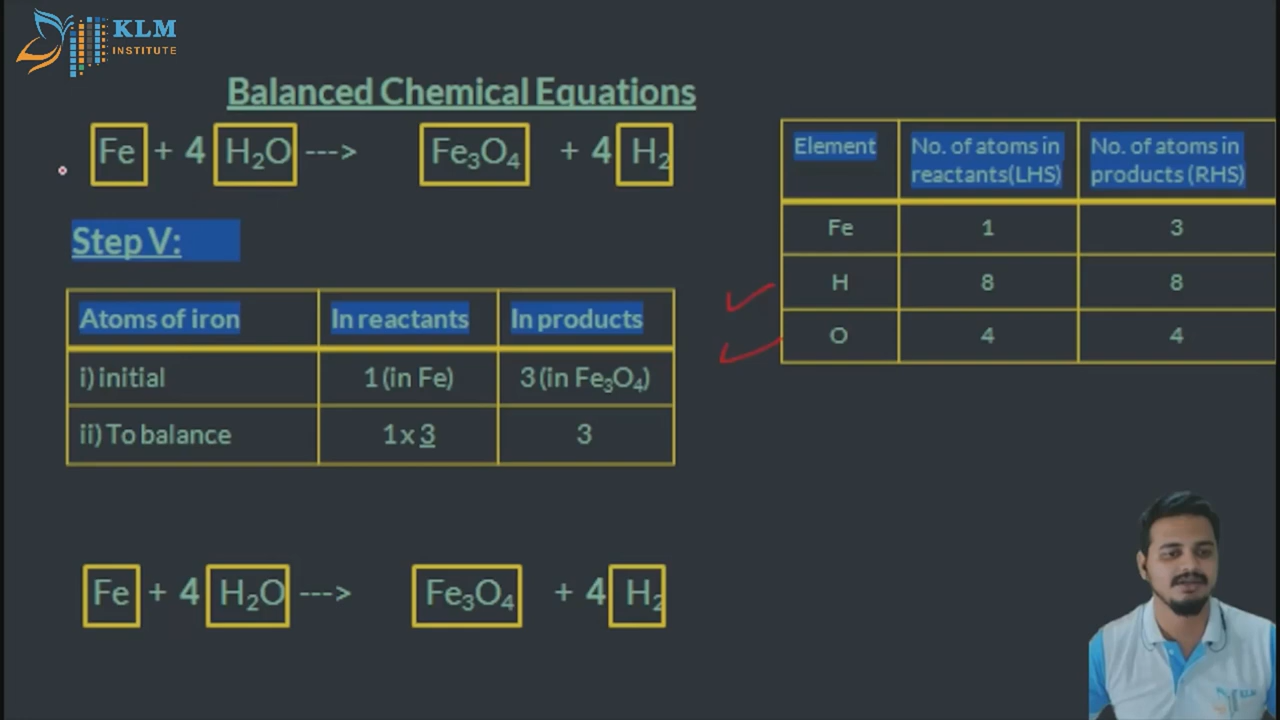 KLM
INSTITUTE
Balanced Chemical Equations
Fe + 4 H₂O ---> Fe₃O₄ + 4 H₂
Step V:
Atoms of iron In reactants In products
i) initial 1 (in Fe) 3 (in Fe₃O₄)
ii) To balance 1 x 3 3
Fe + 4 H₂O ---> Fe₃O₄ + 4 H₂
Element No. of atoms in reactants(LHS) No. of atoms in products (RHS)
Fe 1 3
H 8 8
O 4 4